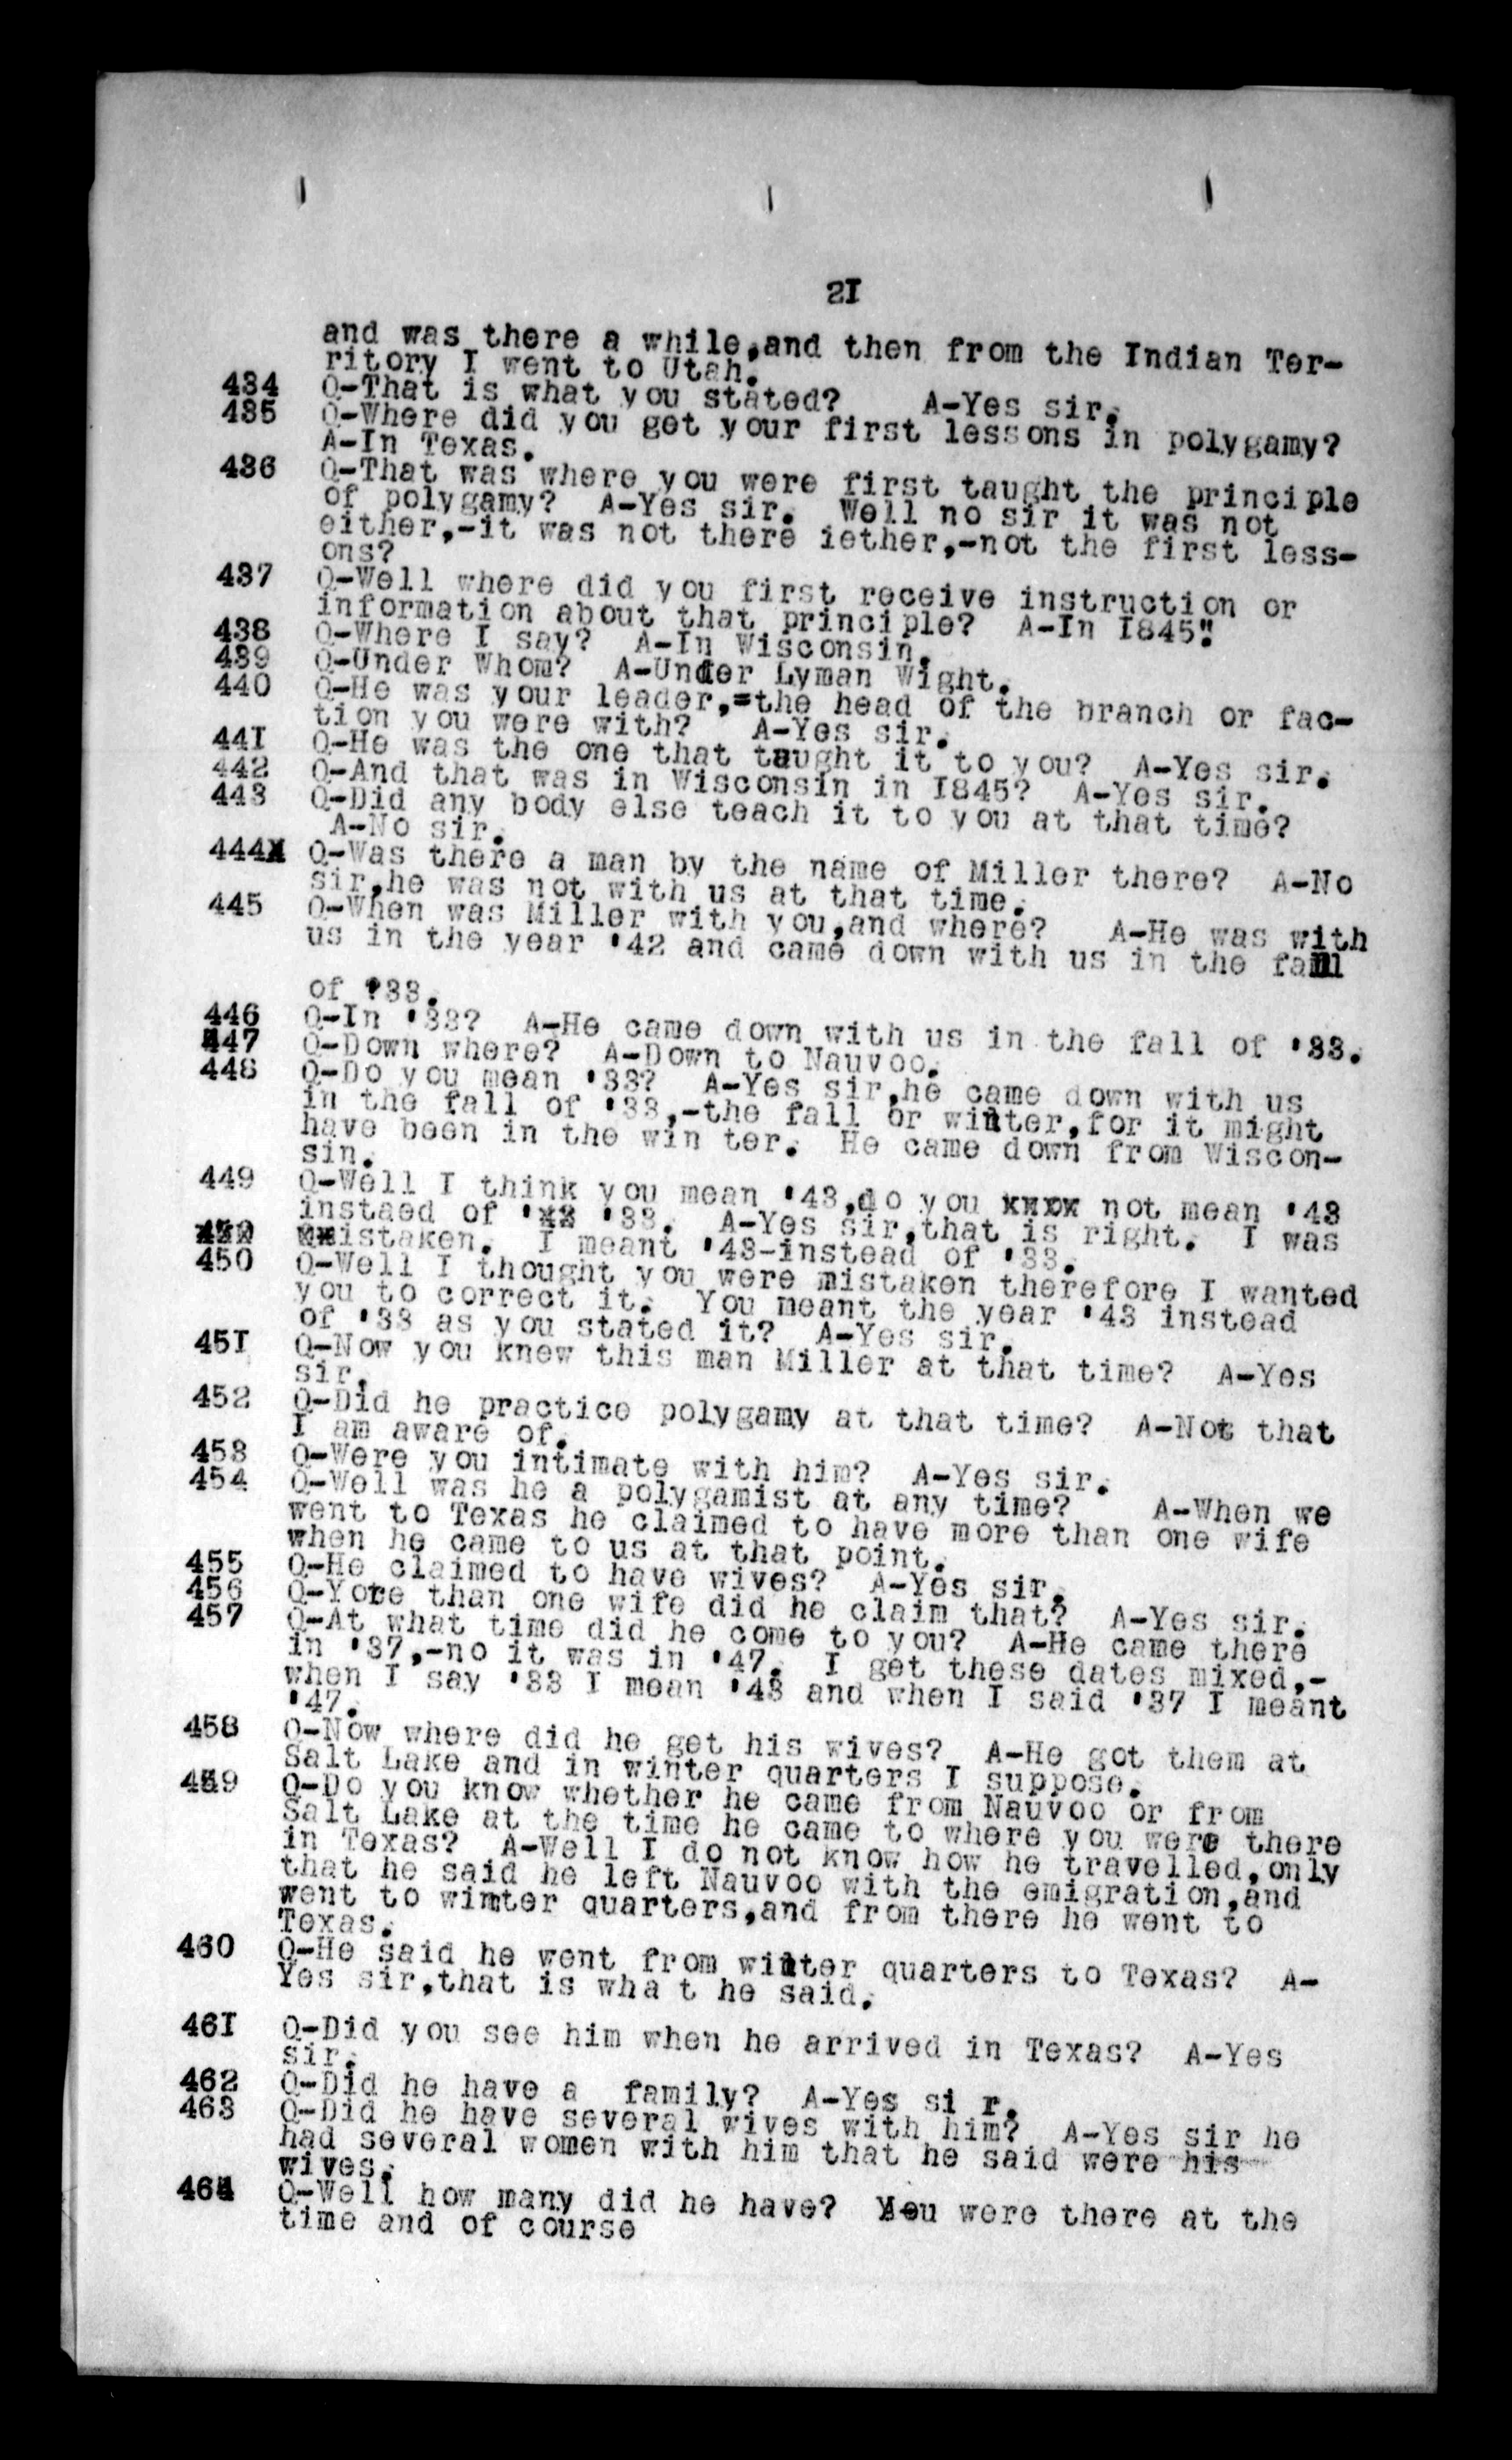 21
and was there a while,and then from the Indian Ter-
ritory I went to Utah.
434 Q-That is what you stated? A-Yes sir.
435 Q-Where did you get your first lessons in polygamy?
A-In Texas.
436 Q-That was where you were first taught the principle
of polygamy? A-Yes sir. Well no sir it was not
either,-it was not there iether,-not the first less-
ons?
437 Q-Well where did you first receive instruction or
information about that principle? A-In I845"
438 Q-Where I say? A-In Wisconsin.
439 Q-Under Whom? A-Under Lyman Wight.
440 Q-He was your leader,=the head of the branch or fac-
tion you were with? A-Yes sir.
44I Q-He was the one that taught it to you? A-Yes sir.
442 Q-And that was in Wisconsin in I845? A-Yes sir.
443 Q-Did any body else teach it to you at that time?
A-No sir.
444 Q-Was there a man by the name of Miller there? A-No
sir,he was not with us at that time.
445 Q-When was Miller with you,and where? A-He was with
us in the year '42 and came down with us in the fall
of '33.
446 Q-In '33? A-He came down with us in the fall of '33.
447 Q-Down where? A-Down to Nauvoo.
448 Q-Do you mean '33? A-Yes sir,he came down with us
in the fall of '33,-the fall or winter,for it might
have been in the win ter. He came down from Wiscon-
sin.
449 Q-Well I think you mean '43,do you xxxx not mean '43
instaed of 'xx '33. A-Yes sir,that is right. I was
mistaken. I meant '43-instead of '33.
450 Q-Well I thought you were mistaken therefore I wanted
you to correct it. You meant the year '43 instead
of '33 as you stated it? A-Yes sir.
45I Q-Now you knew this man Miller at that time? A-Yes
sir.
452 Q-Did he practice polygamy at that time? A-Not that
I am aware of.
453 Q-Were you intimate with him? A-Yes sir.
454 Q-Well was he a polygamist at any time? A-When we
went to Texas he claimed to have more than one wife
when he came to us at that point.
455 Q-He claimed to have wives? A-Yes sir.
456 Q-Yore than one wife did he claim that? A-Yes sir.
457 Q-At what time did he come to you? A-He came there
in '37,-no it was in '47. I get these dates mixed,-
when I say '33 I mean '43 and when I said '37 I meant
'47.
458 Q-Now where did he get his wives? A-He got them at
Salt Lake and in winter quarters I suppose.
459 Q-Do you know whether he came from Nauvoo or from
Salt Lake at the time he came to where you were there
in Texas? A-Well I do not know how he travelled,only
that he said he left Nauvoo with the emigration,and
went to winter quarters,and from there he went to
Texas.
460 Q-He said he went from winter quarters to Texas? A-
Yes sir,that is wha t he said.
46I Q-Did you see him when he arrived in Texas? A-Yes
sir.
462 Q-Did he have a family? A-Yes si r.
463 Q-Did he have several wives with him? A-Yes sir he
had several women with him that he said were his
wives.
464 Q-Well how many did he have? You were there at the
time and of course